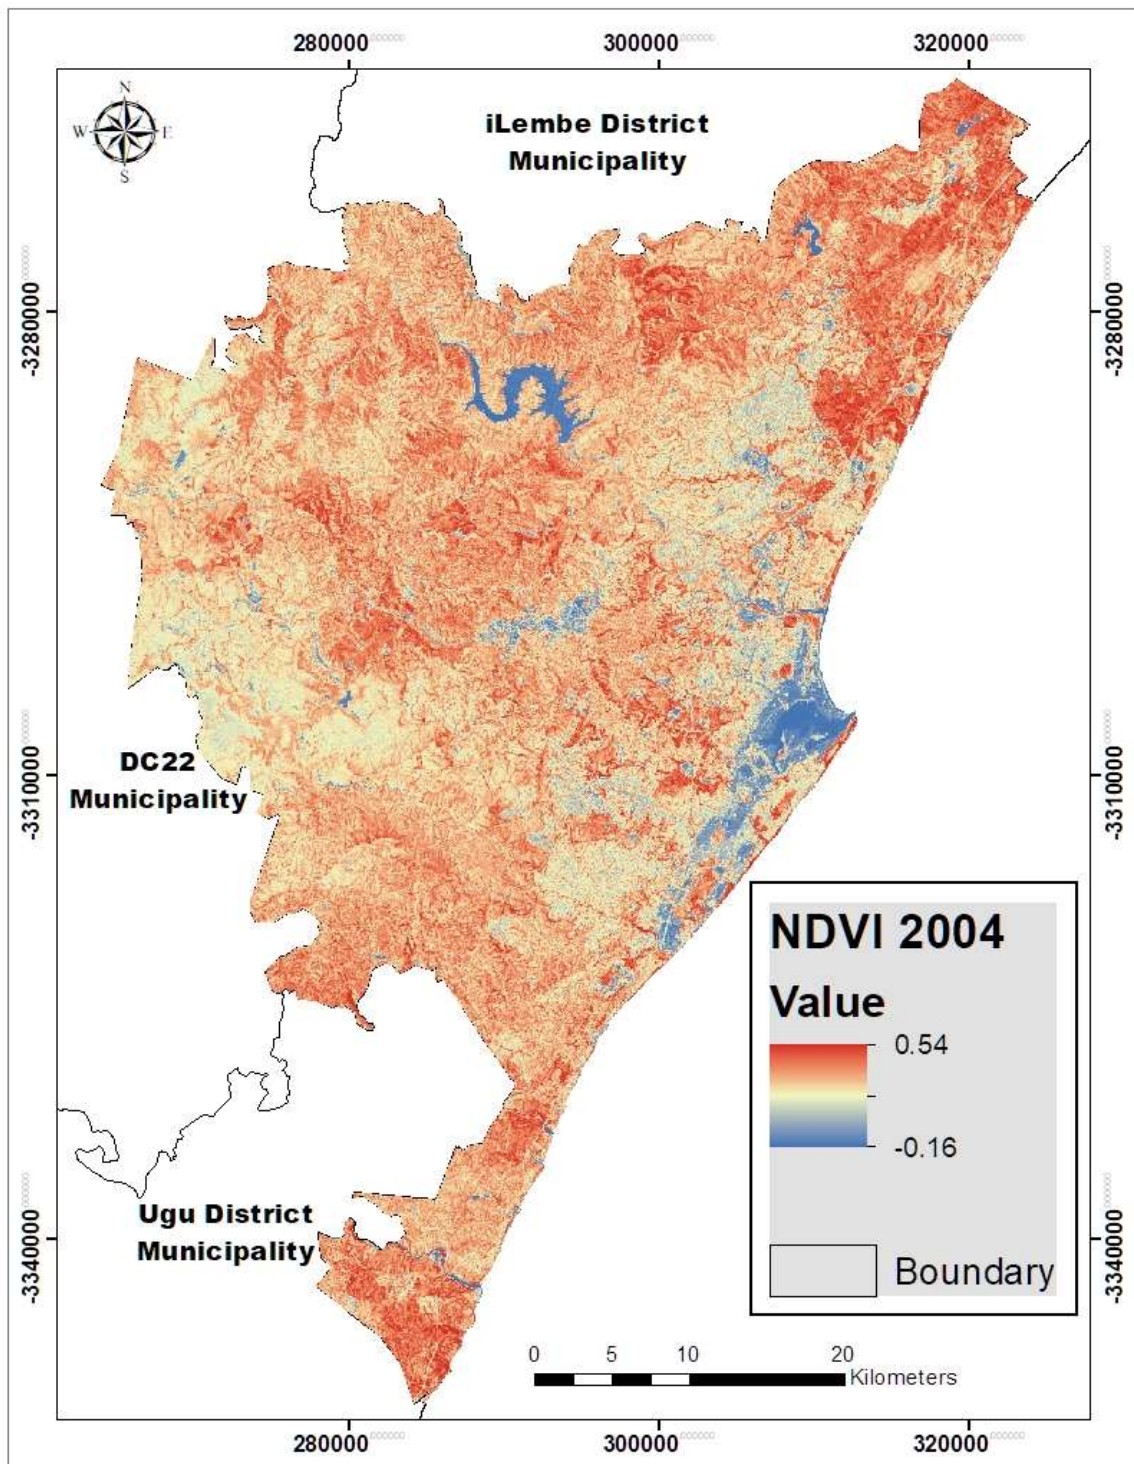 280000 300000 320000
N
W E
S
iLembe District
Municipality
-3280000 -3280000
DC22
Municipality
-3310000 -3310000
NDVI 2004
Value
0.54
-0.16
Ugu District
Municipality
-3340000 -3340000
Boundary
0 5 10 20
Kilometers
280000 300000 320000